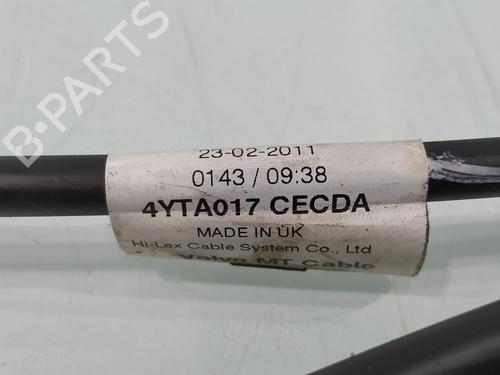 23-02-2011
0143 / 09:38
4YTA017 CECDA
MADE IN UK
Hi-Lex Cable System Co., Ltd
Volvo MT Cable
B-PARTS